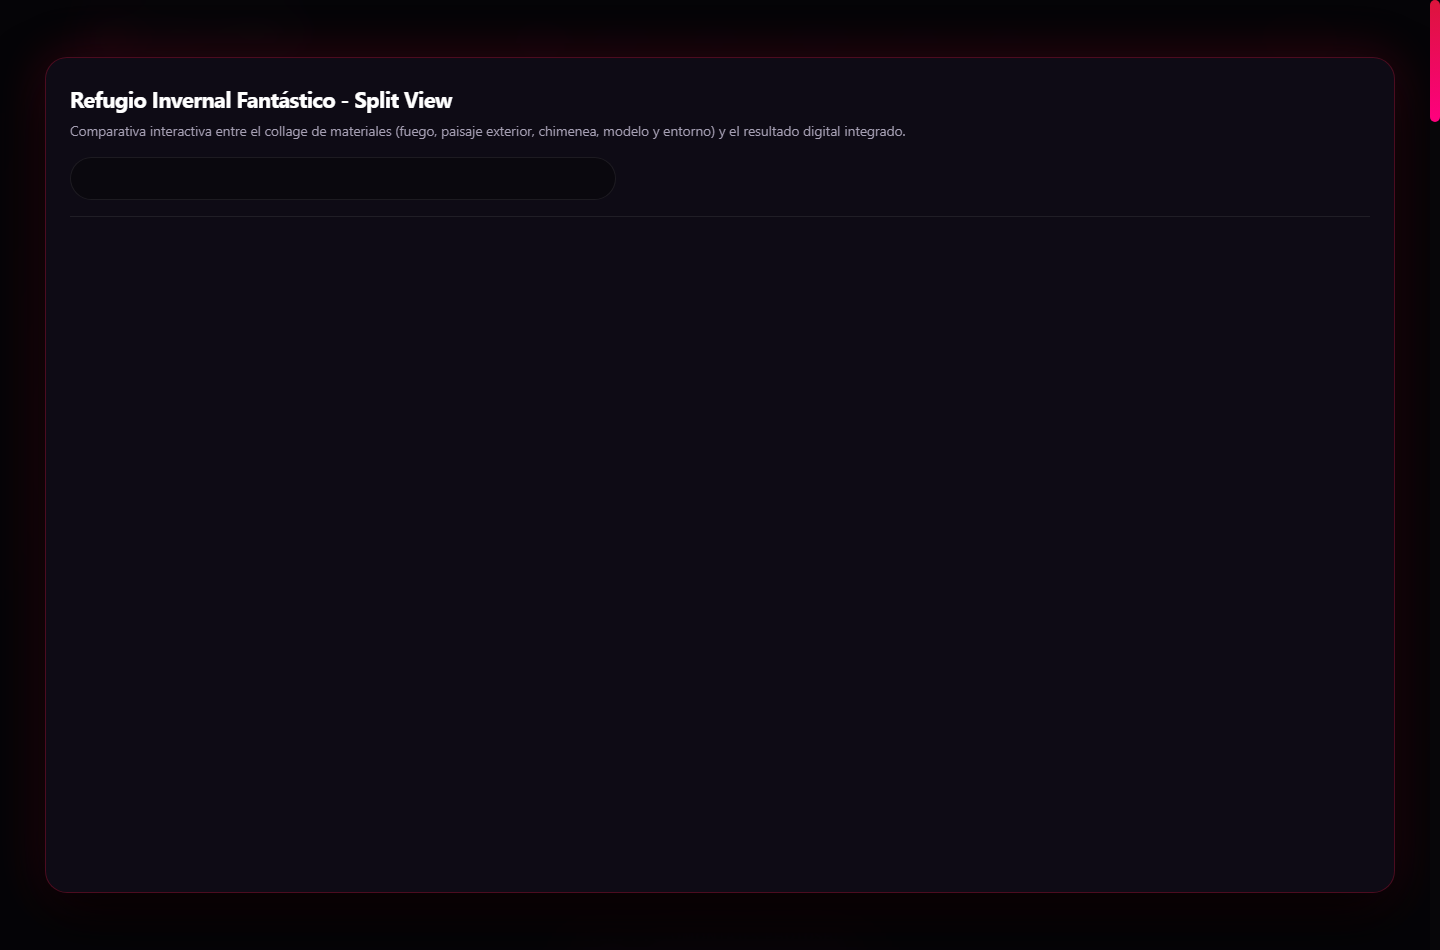 Refugio Invernal Fantástico - Split View
Comparativa interactiva entre el collage de materiales (fuego, paisaje exterior, chimenea, modelo y entorno) y el resultado digital integrado.